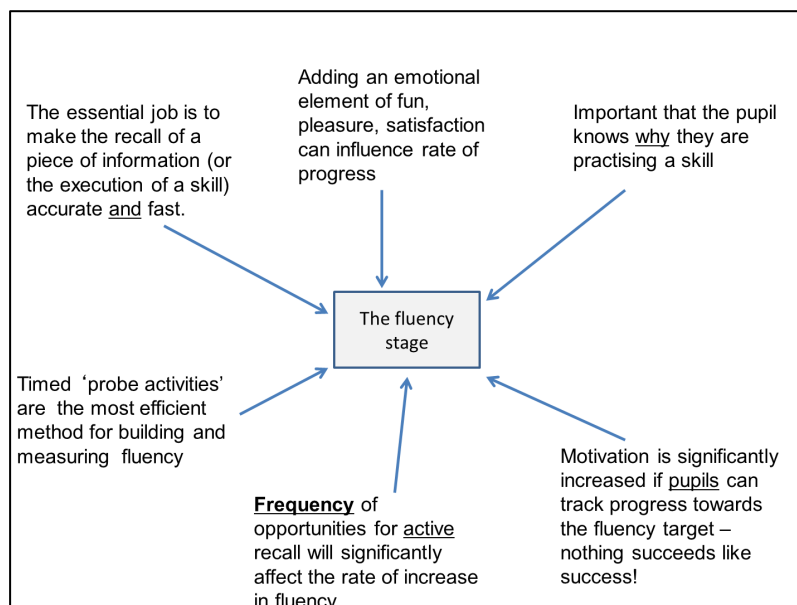 The essential job is to
make the recall of a
piece of information (or
the execution of a skill)
accurate and fast.
Adding an emotional
element of fun,
pleasure, satisfaction
can influence rate of
progress
Important that the pupil
knows why they are
practising a skill
The fluency
stage
Timed ‘probe activities’
are the most efficient
method for building and
measuring fluency
Frequency of
opportunities for active
recall will significantly
affect the rate of increase
in fluency
Motivation is significantly
increased if pupils can
track progress towards
the fluency target –
nothing succeeds like
success!